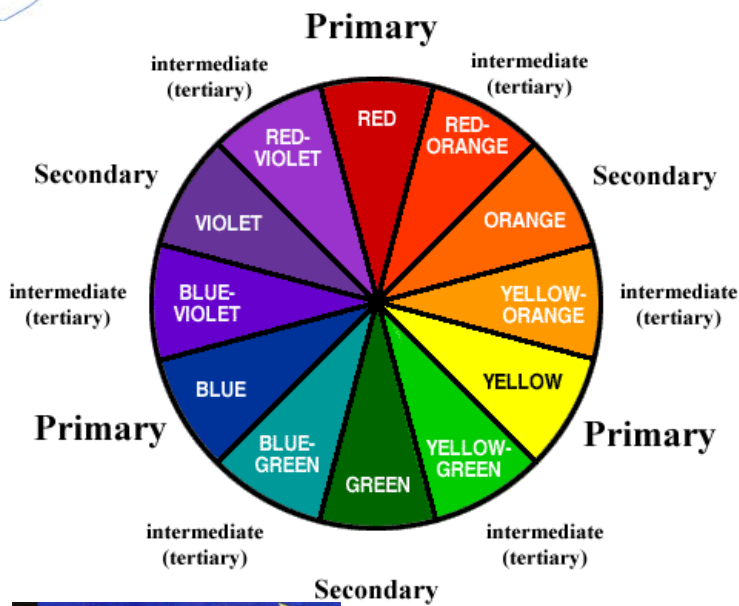 Primary
intermediate
(tertiary)
intermediate
(tertiary)
RED
RED-
VIOLET
RED-
ORANGE
Secondary
Secondary
VIOLET
ORANGE
intermediate
(tertiary)
BLUE-
VIOLET
YELLOW-
ORANGE
intermediate
(tertiary)
BLUE
YELLOW
Primary
Primary
BLUE-
GREEN
YELLOW-
GREEN
GREEN
intermediate
(tertiary)
intermediate
(tertiary)
Secondary